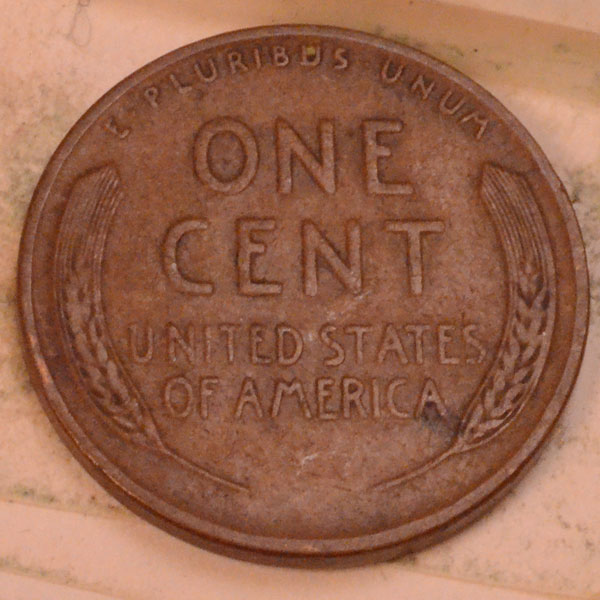 E·PLURIBUS·UNUM
ONE
CENT
UNITED STATES
OF AMERICA